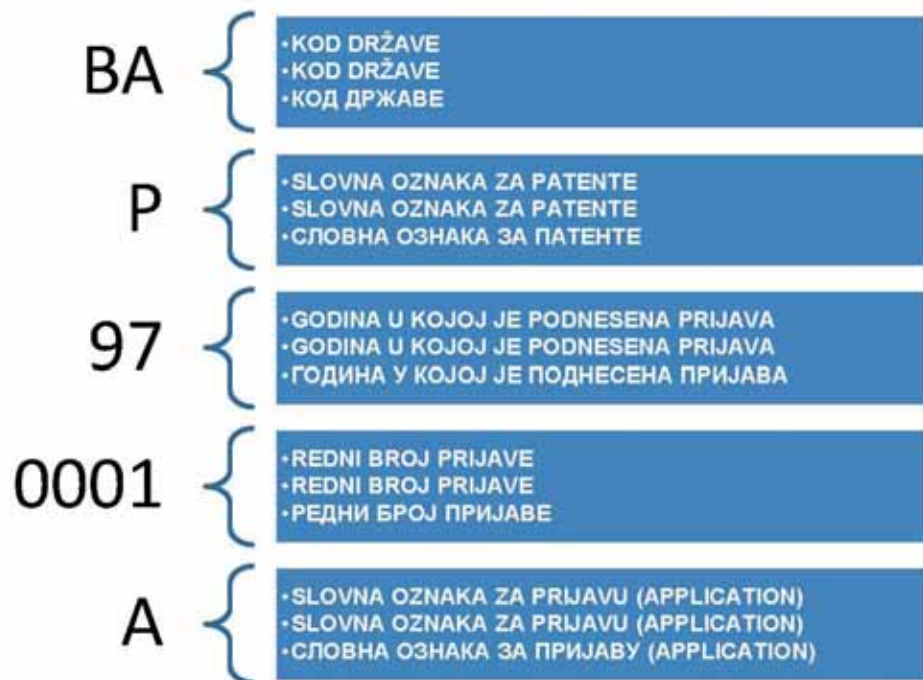 BA
•KOD DRŽAVE
•KOD DRŽAVE
•КОД ДРЖАВЕ
P
•SLOVNA OZNAKA ZA PATENTE
•SLOVNA OZNAKA ZA PATENTE
•СЛОВНА ОЗНАКА ЗА ПАТЕНТЕ
97
•GODINA U KOJOJ JE PODNESENA PRIJAVA
•GODINA U KOJOJ JE PODNESENA PRIJAVA
•ГОДИНА У КОЈОЈ ЈЕ ПОДНЕСЕНА ПРИЈАВА
0001
•REDNI BROJ PRIJAVE
•REDNI BROJ PRIJAVE
•РЕДНИ БРОЈ ПРИЈАВЕ
A
•SLOVNA OZNAKA ZA PRIJAVU (APPLICATION)
•SLOVNA OZNAKA ZA PRIJAVU (APPLICATION)
•СЛОВНА ОЗНАКА ЗА ПРИЈАВУ (APPLICATION)